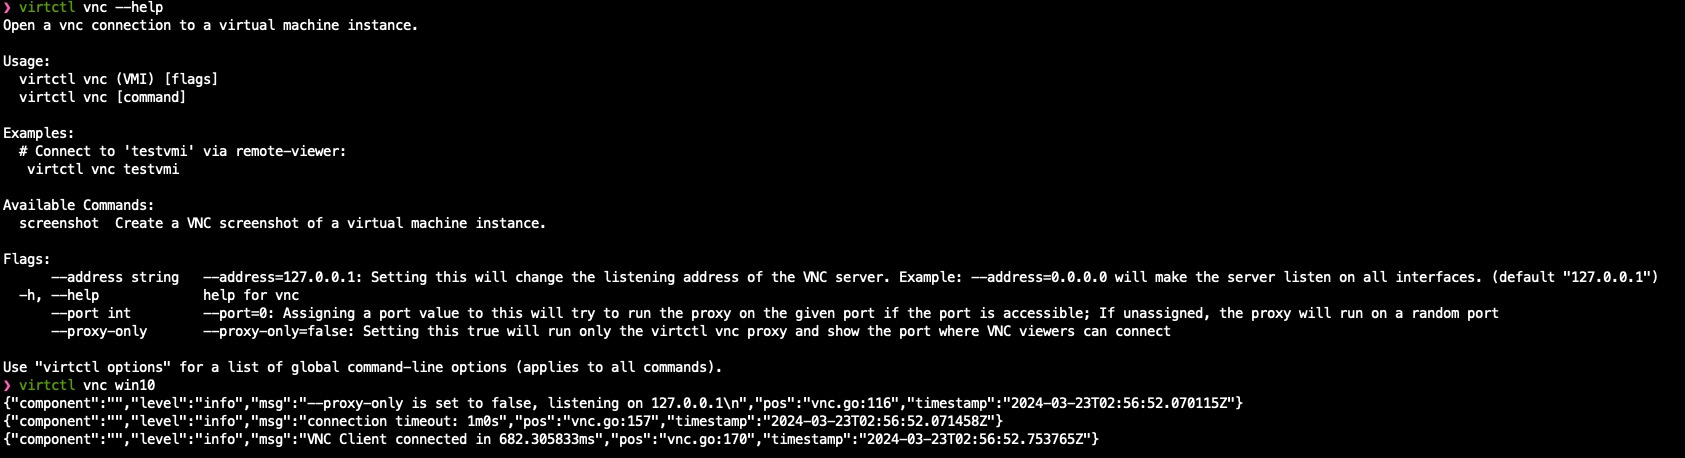 ❯ virtctl vnc --help
Open a vnc connection to a virtual machine instance.

Usage:
  virtctl vnc (VMI) [flags]
  virtctl vnc [command]

Examples:
  # Connect to 'testvmi' via remote-viewer:
   virtctl vnc testvmi

Available Commands:
  screenshot  Create a VNC screenshot of a virtual machine instance.

Flags:
      --address string   --address=127.0.0.1: Setting this will change the listening address of the VNC server. Example: --address=0.0.0.0 will make the server listen on all interfaces. (default "127.0.0.1")
  -h, --help             help for vnc
      --port int         --port=0: Assigning a port value to this will try to run the proxy on the given port if the port is accessible; If unassigned, the proxy will run on a random port
      --proxy-only       --proxy-only=false: Setting this true will run only the virtctl vnc proxy and show the port where VNC viewers can connect

Use "virtctl options" for a list of global command-line options (applies to all commands).
❯ virtctl vnc win10
{"component":"","level":"info","msg":"--proxy-only is set to false, listening on 127.0.0.1\n","pos":"vnc.go:116","timestamp":"2024-03-23T02:56:52.070115Z"}
{"component":"","level":"info","msg":"connection timeout: 1m0s","pos":"vnc.go:157","timestamp":"2024-03-23T02:56:52.071458Z"}
{"component":"","level":"info","msg":"VNC Client connected in 682.305833ms","pos":"vnc.go:170","timestamp":"2024-03-23T02:56:52.753765Z"}